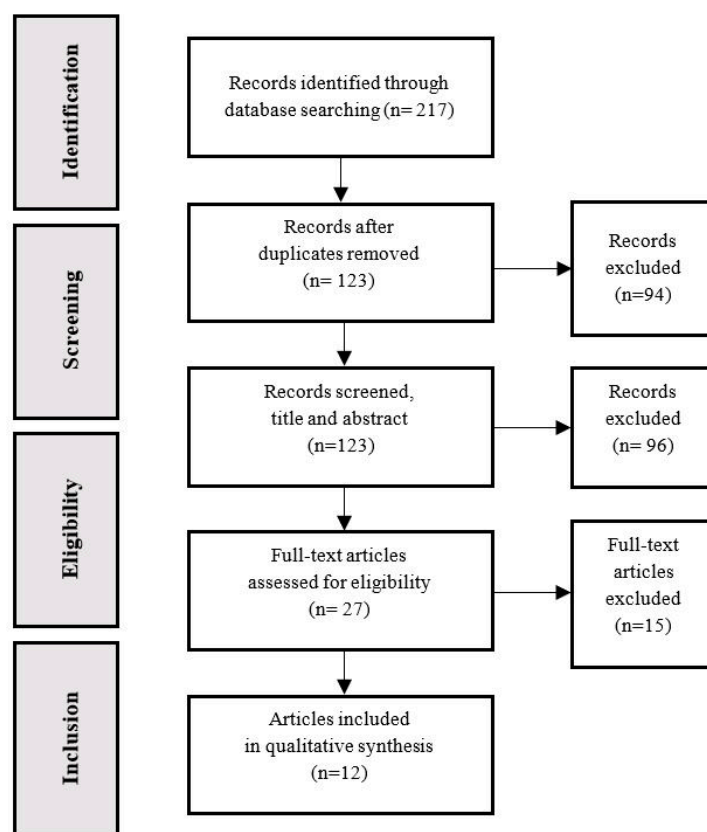 Identification
Records identified through
database searching (n= 217)
Records after
duplicates removed
(n= 123)
Records
excluded
(n=94)
Screening
Records screened,
title and abstract
(n=123)
Records
excluded
(n= 96)
Eligibility
Full-text articles
assessed for eligibility
(n= 27)
Full-text
articles
excluded
(n=15)
Inclusion
Articles included
in qualitative synthesis
(n=12)